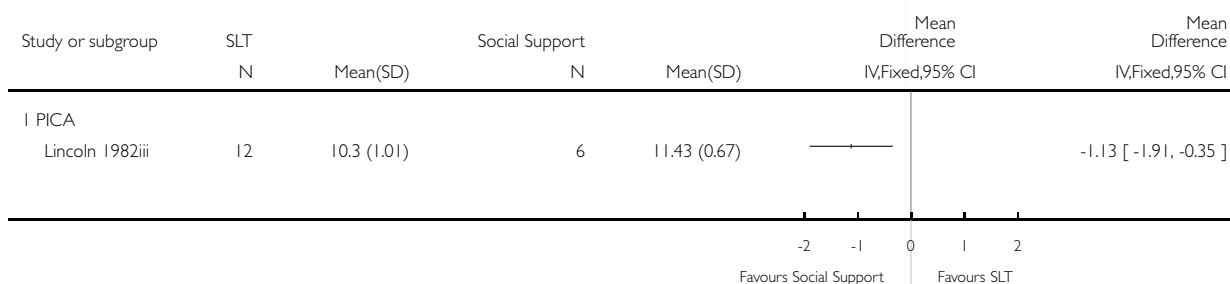 Mean Mean
Study or subgroup SLT Social Support Difference Difference
N Mean(SD) N Mean(SD) IV,Fixed,95% CI IV,Fixed,95% CI
1 PICA
Lincoln 1982iii 12 10.3 (1.01) 6 11.43 (0.67) -1.13 [ -1.91, -0.35 ]
-2 -1 0 1 2
Favours Social Support Favours SLT